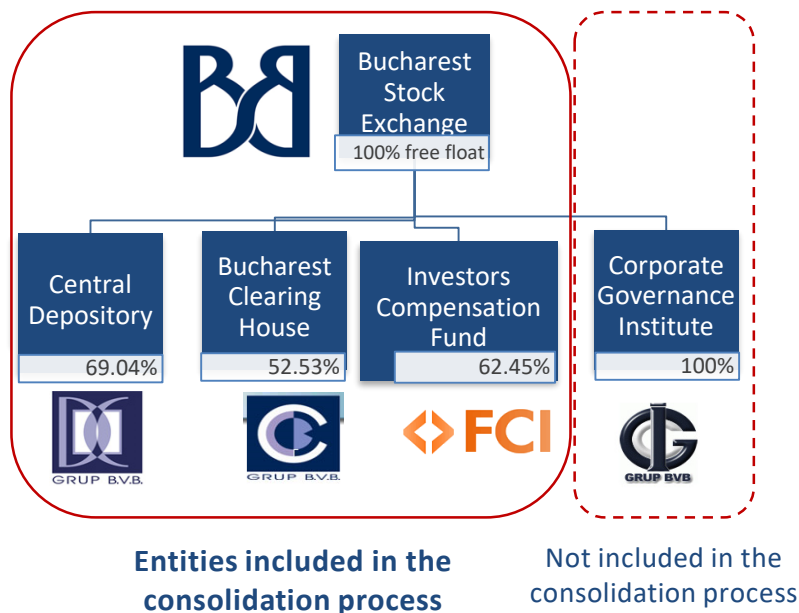 Bucharest
Stock
Exchange
100% free float
Central
Depository
69.04%
Bucharest
Clearing
House
52.53%
Investors
Compensation
Fund
62.45%
Corporate
Governance
Institute
100%
GRUP B.V.B.
GRUP B.V.B.
FCI
GRUP BVB
Entities included in the
consolidation process
Not included in the
consolidation process